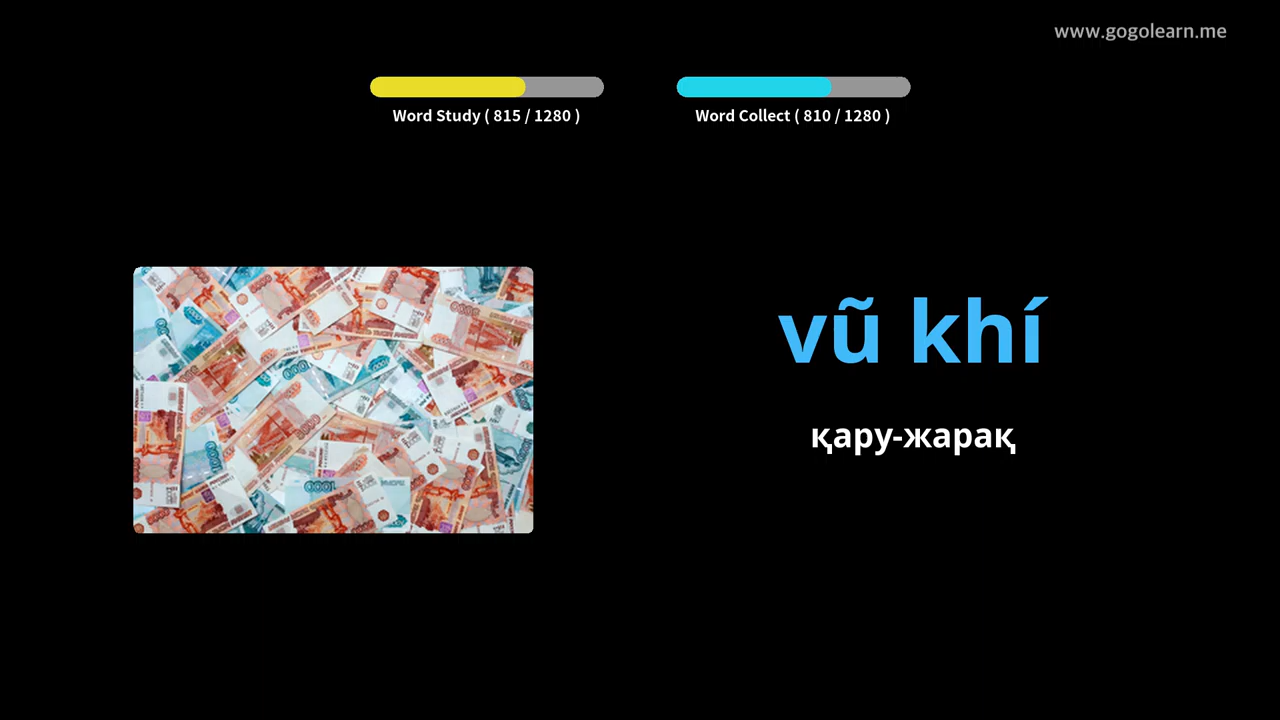 www.gogolearn.me
Word Study ( 815 / 1280 )
Word Collect ( 810 / 1280 )
vũ khí
қару-жарақ